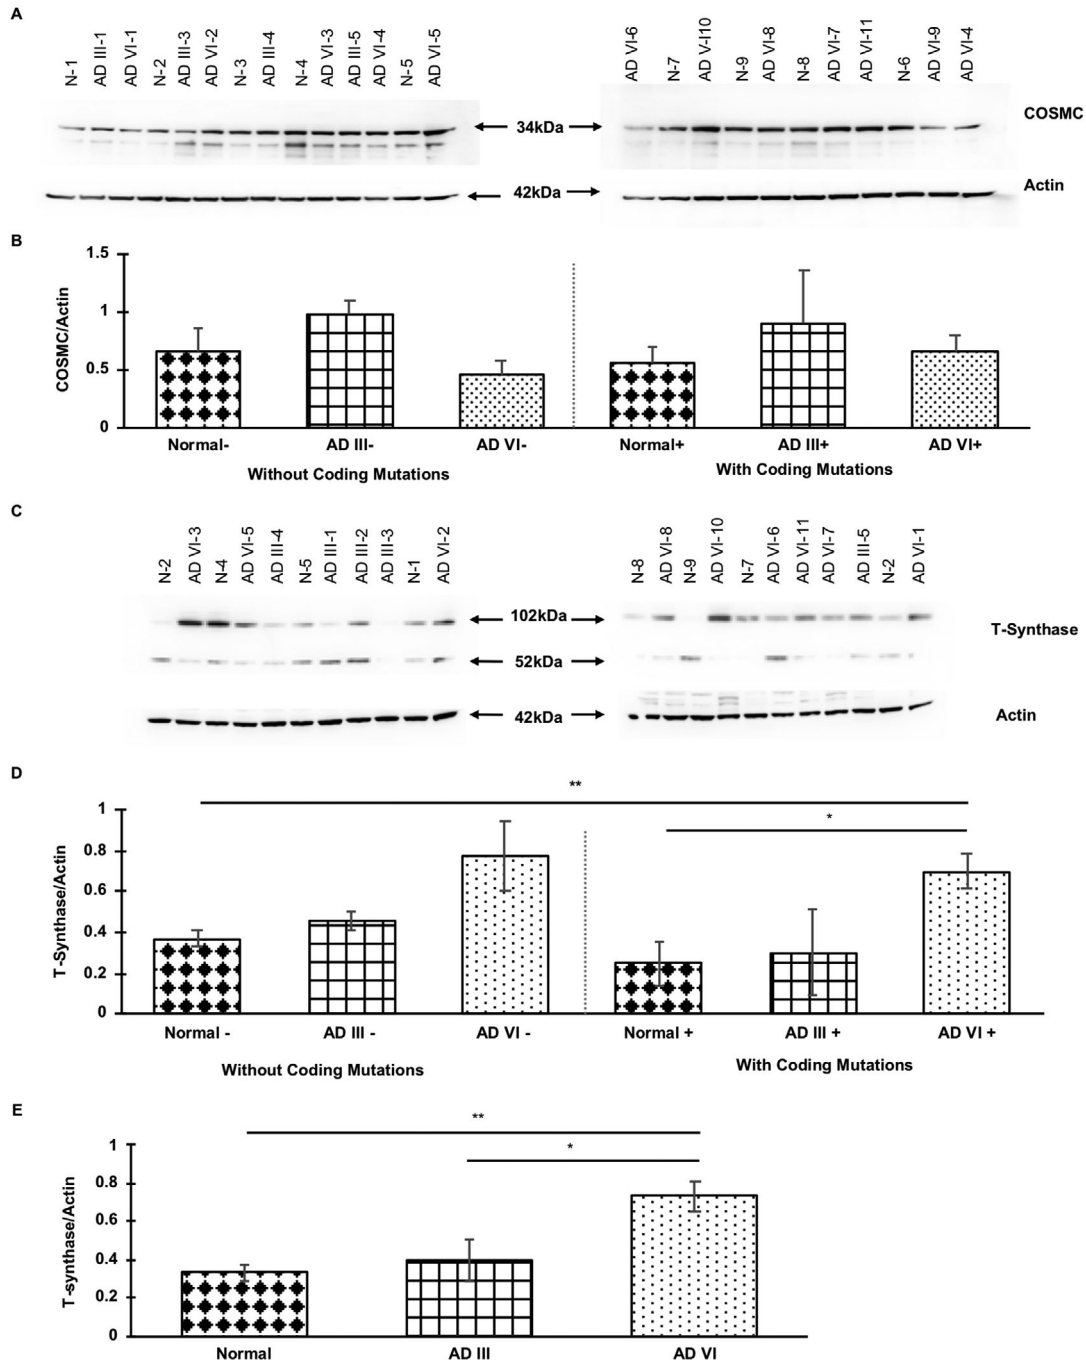 A
N-1 AD III-1 AD VI-1 N-2 AD III-3 AD VI-2 N-3 AD III-4 N-4 AD VI-3 AD III-5 AD VI-4 N-5 AD VI-5
AD VI-6 N-7 AD V-I10 N-9 AD VI-8 N-8 AD VI-7 AD VI-11 N-6 AD VI-9 AD VI-4
34kDa
COSMC
42kDa
Actin
B
COSMC/Actin
1.5
1
0.5
0
Normal- AD III- AD VI- Normal+ AD III+ AD VI+
Without Coding Mutations With Coding Mutations
C
N-2 AD VI-3 N-4 AD VI-5 AD III-4 N-5 AD III-1 AD III-2 AD III-3 N-1 AD VI-2
N-8 AD VI-8 N-9 AD VI-10 N-7 AD VI-6 AD VI-11 AD VI-7 AD III-5 N-2 AD VI-1
102kDa
T-Synthase
52kDa
42kDa
Actin
D
**
*
T-Synthase/Actin
1
0.8
0.6
0.4
0.2
0
Normal - AD III - AD VI - Normal + AD III + AD VI +
Without Coding Mutations With Coding Mutations
E
**
*
T-synthase/Actin
1
0.8
0.6
0.4
0.2
0
Normal AD III AD VI